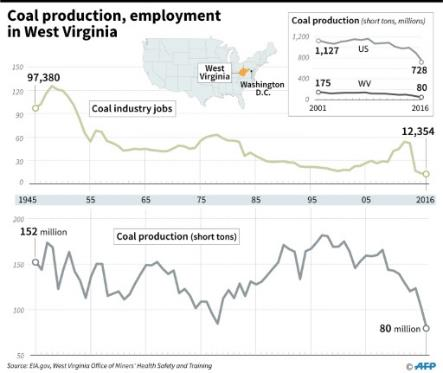 Coal production, employment
in West Virginia
Coal production (short tons, millions)
1,200
800
400
0
1,127
US
728
175
WV
80
2001
2016
West
Virginia
Washington
D.C.
150
120
90
60
30
0
97,380
Coal industry jobs
12,354
1945
55
65
75
85
95
05
2016
200
150
100
50
152 million
Coal production (short tons)
80 million
Source: EIA.gov, West Virginia Office of Miners' Health Safety and Training
© AFP